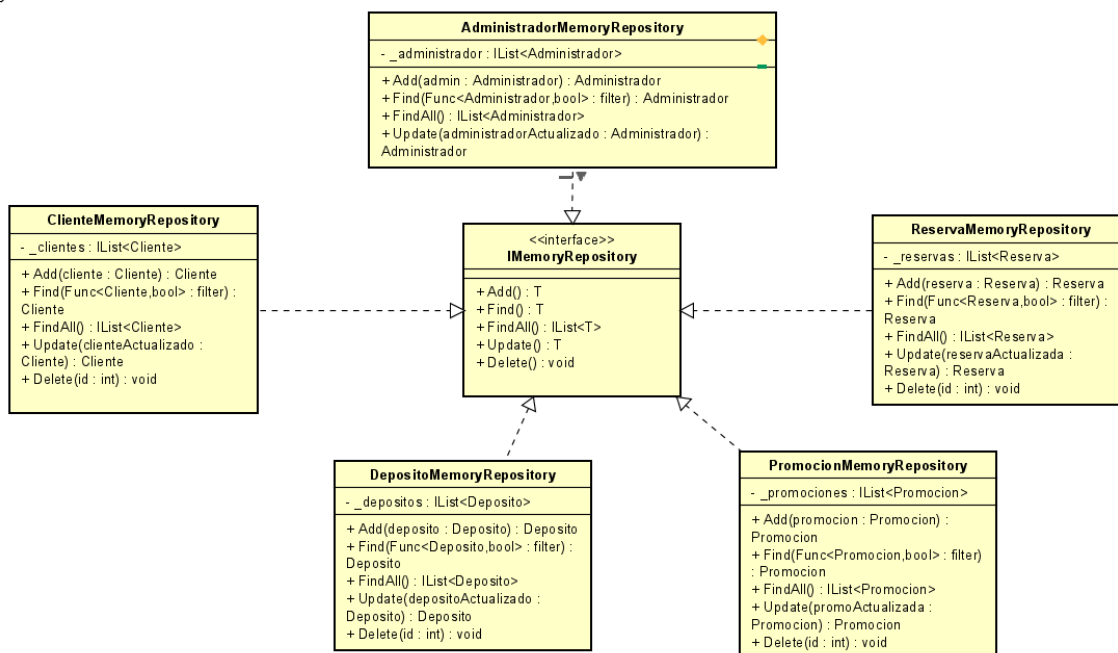 AdministradorMemoryRepository
- _administrador : IList<Administrador>
+ Add(admin : Administrador) : Administrador
+ Find(Func<Administrador,bool> : filter) : Administrador
+ FindAll() : IList<Administrador>
+ Update(administradorActualizado : Administrador) :
Administrador
ClienteMemoryRepository
- _clientes : IList<Cliente>
+ Add(cliente : Cliente) : Cliente
+ Find(Func<Cliente,bool> : filter) :
Cliente
+ FindAll() : IList<Cliente>
+ Update(clienteActualizado :
Cliente) : Cliente
+ Delete(id : int) : void
<<interface>>
IMemoryRepository
+ Add() : T
+ Find() : T
+ FindAll() : IList<T>
+ Update() : T
+ Delete() : void
ReservaMemoryRepository
- _reservas : IList<Reserva>
+ Add(reserva : Reserva) : Reserva
+ Find(Func<Reserva,bool> : filter) :
Reserva
+ FindAll() : IList<Reserva>
+ Update(reservaActualizada :
Reserva) : Reserva
+ Delete(id : int) : void
DepositoMemoryRepository
- _depositos : IList<Deposito>
+ Add(deposito : Deposito) : Deposito
+ Find(Func<Deposito,bool> : filter) :
Deposito
+ FindAll() : IList<Deposito>
+ Update(depositoActualizado :
Deposito) : Deposito
+ Delete(id : int) : void
PromocionMemoryRepository
- _promociones : IList<Promocion>
+ Add(promocion : Promocion) :
Promocion
+ Find(Func<Promocion,bool> : filter)
: Promocion
+ FindAll() : IList<Promocion>
+ Update(promoActualizada :
Promocion) : Promocion
+ Delete(id : int) : void